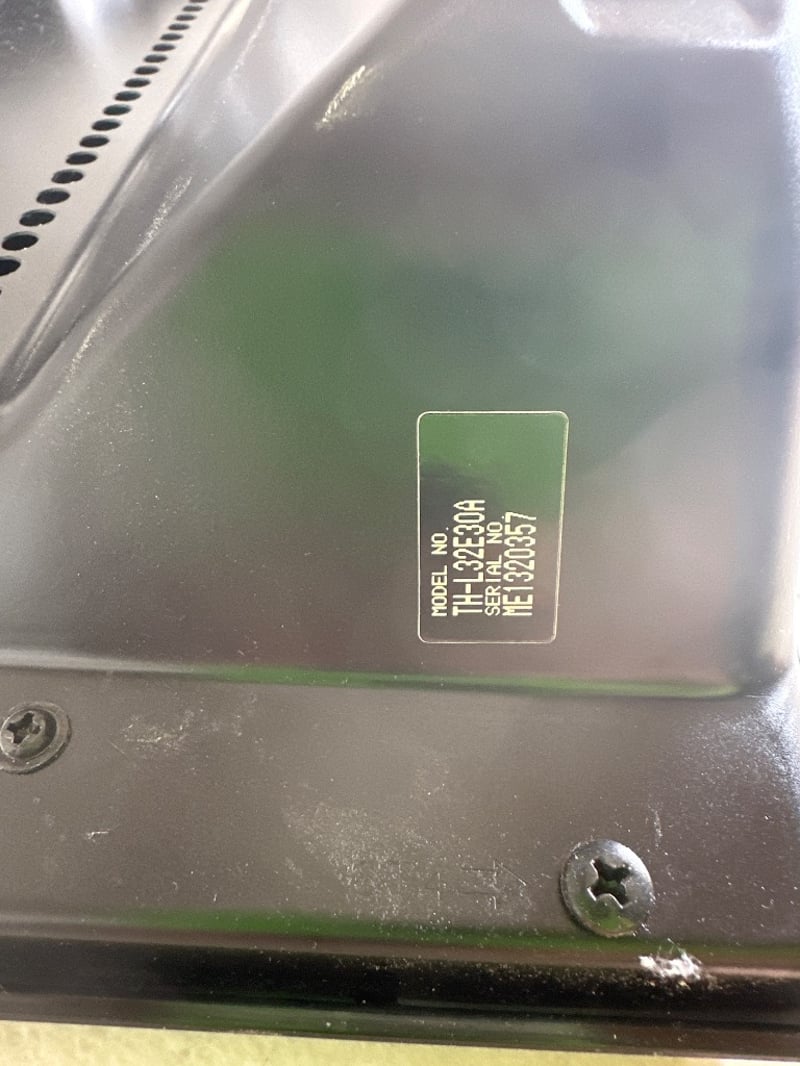 MODEL NO.
TH-L32E30A
SERIAL NO.
ME1320357